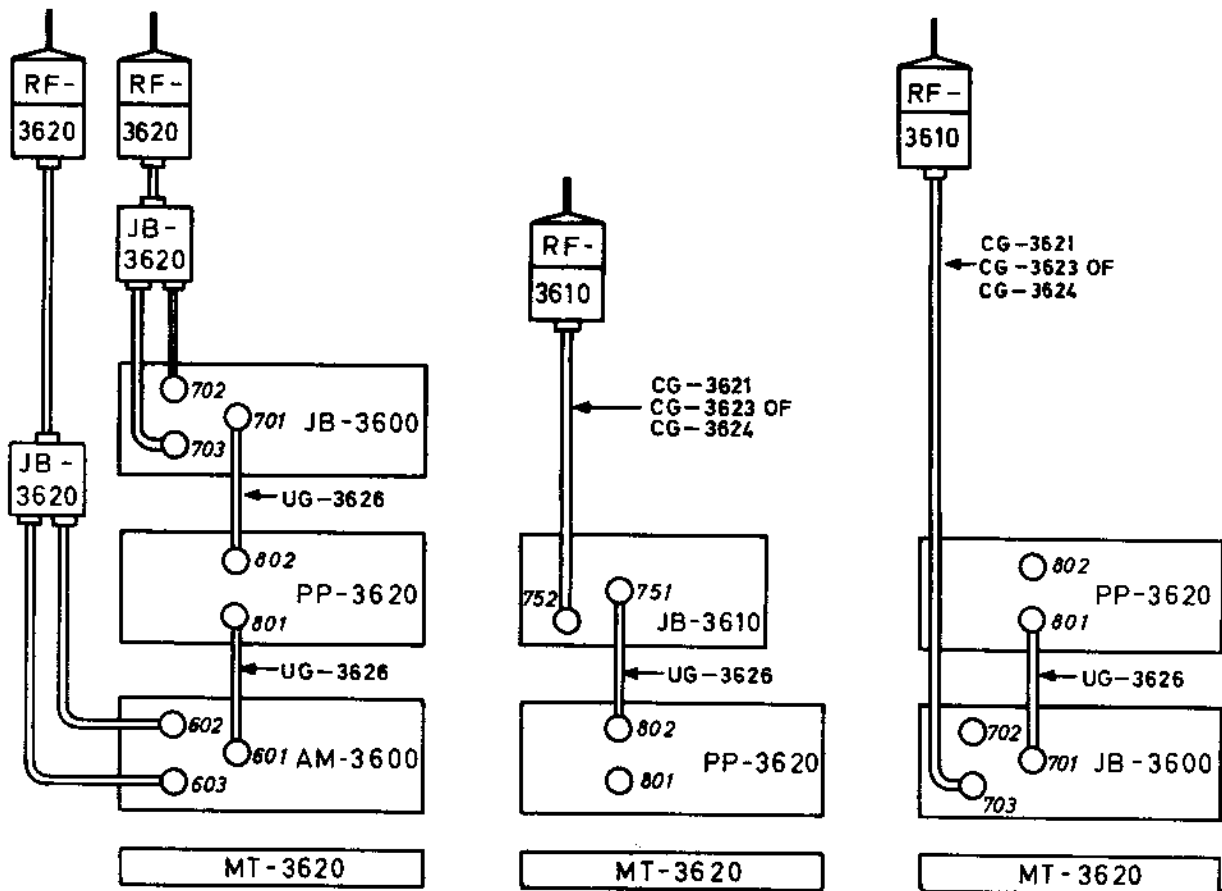 RF-
3620
RF-
3620
JB-
3620
702
701
703
JB-3600
UG-3626
JB-
3620
802
PP-3620
801
UG-3626
602
601
AM-3600
603
MT-3620
RF-
3610
CG-3621
CG-3623 OF
CG-3624
752
751
JB-3610
UG-3626
802
PP-3620
801
MT-3620
RF-
3610
CG-3621
CG-3623 OF
CG-3624
802
PP-3620
801
UG-3626
702
701
JB-3600
703
MT-3620